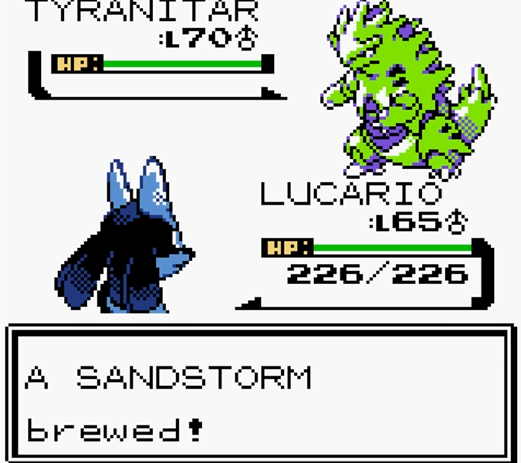 TYRANITAR
:L70♂
HP:
LUCARIO
:L65♂
HP:
226/226
A SANDSTORM
brewed!